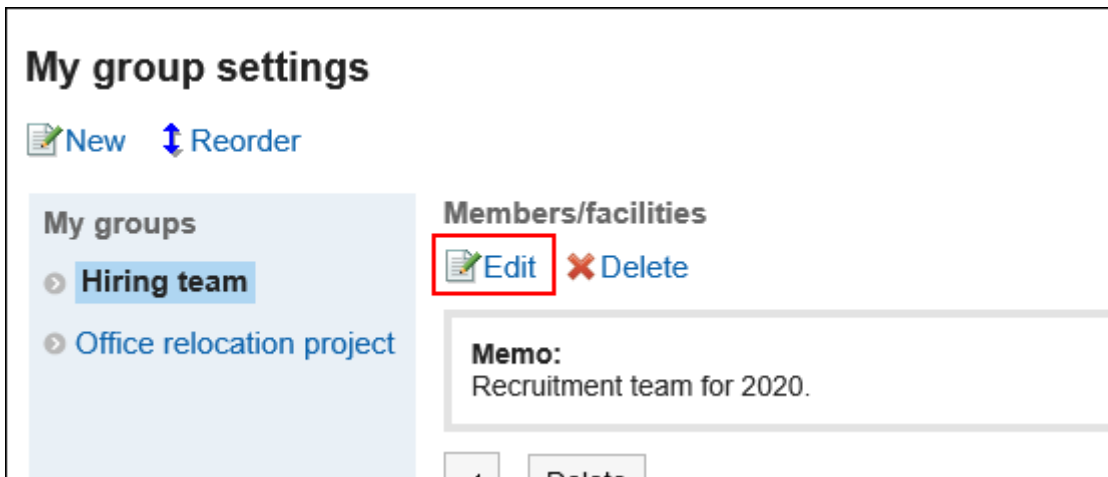 My group settings
New Reorder
My groups
Hiring team
Office relocation project
Members/facilities
Edit Delete
Memo:
Recruitment team for 2020.
Delete